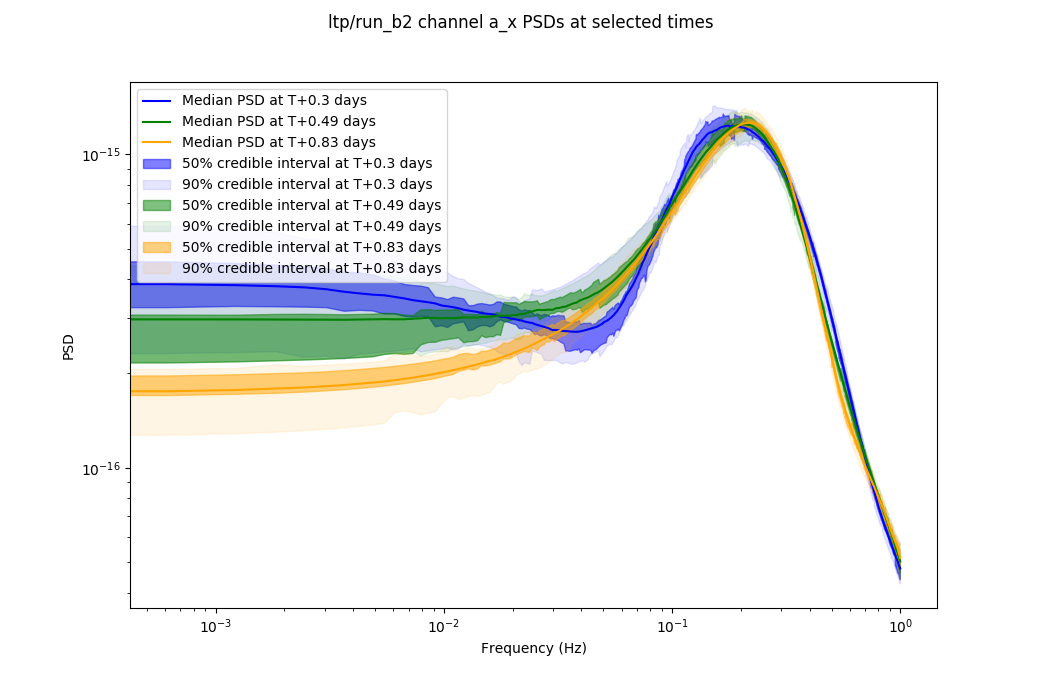 ltp/run_b2 channel a_x PSDs at selected times
Median PSD at T+0.3 days
Median PSD at T+0.49 days
Median PSD at T+0.83 days
50% credible interval at T+0.3 days
90% credible interval at T+0.3 days
50% credible interval at T+0.49 days
90% credible interval at T+0.49 days
50% credible interval at T+0.83 days
90% credible interval at T+0.83 days
10⁻¹⁵
10⁻¹⁶
PSD
10⁻³ 10⁻² 10⁻¹ 10⁰
Frequency (Hz)